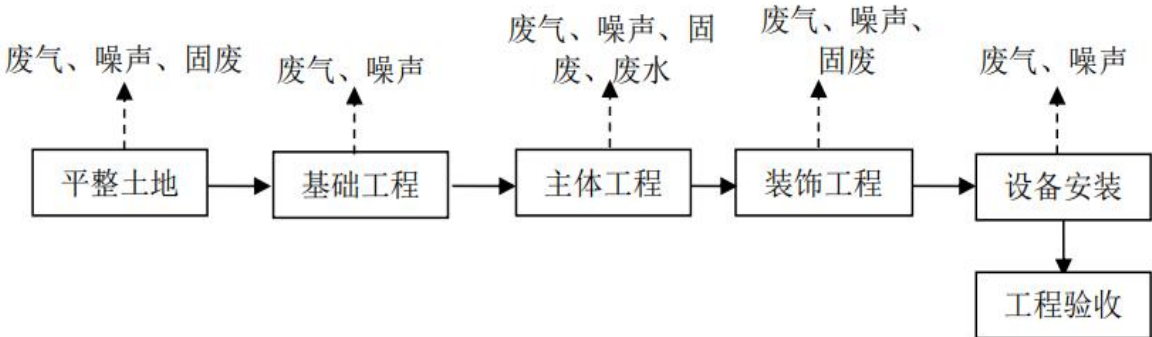 废气、噪声、固废
废气、噪声
废气、噪声、固
废、废水
废气、噪声、
固废
废气、噪声
平整土地
基础工程
主体工程
装饰工程
设备安装
工程验收